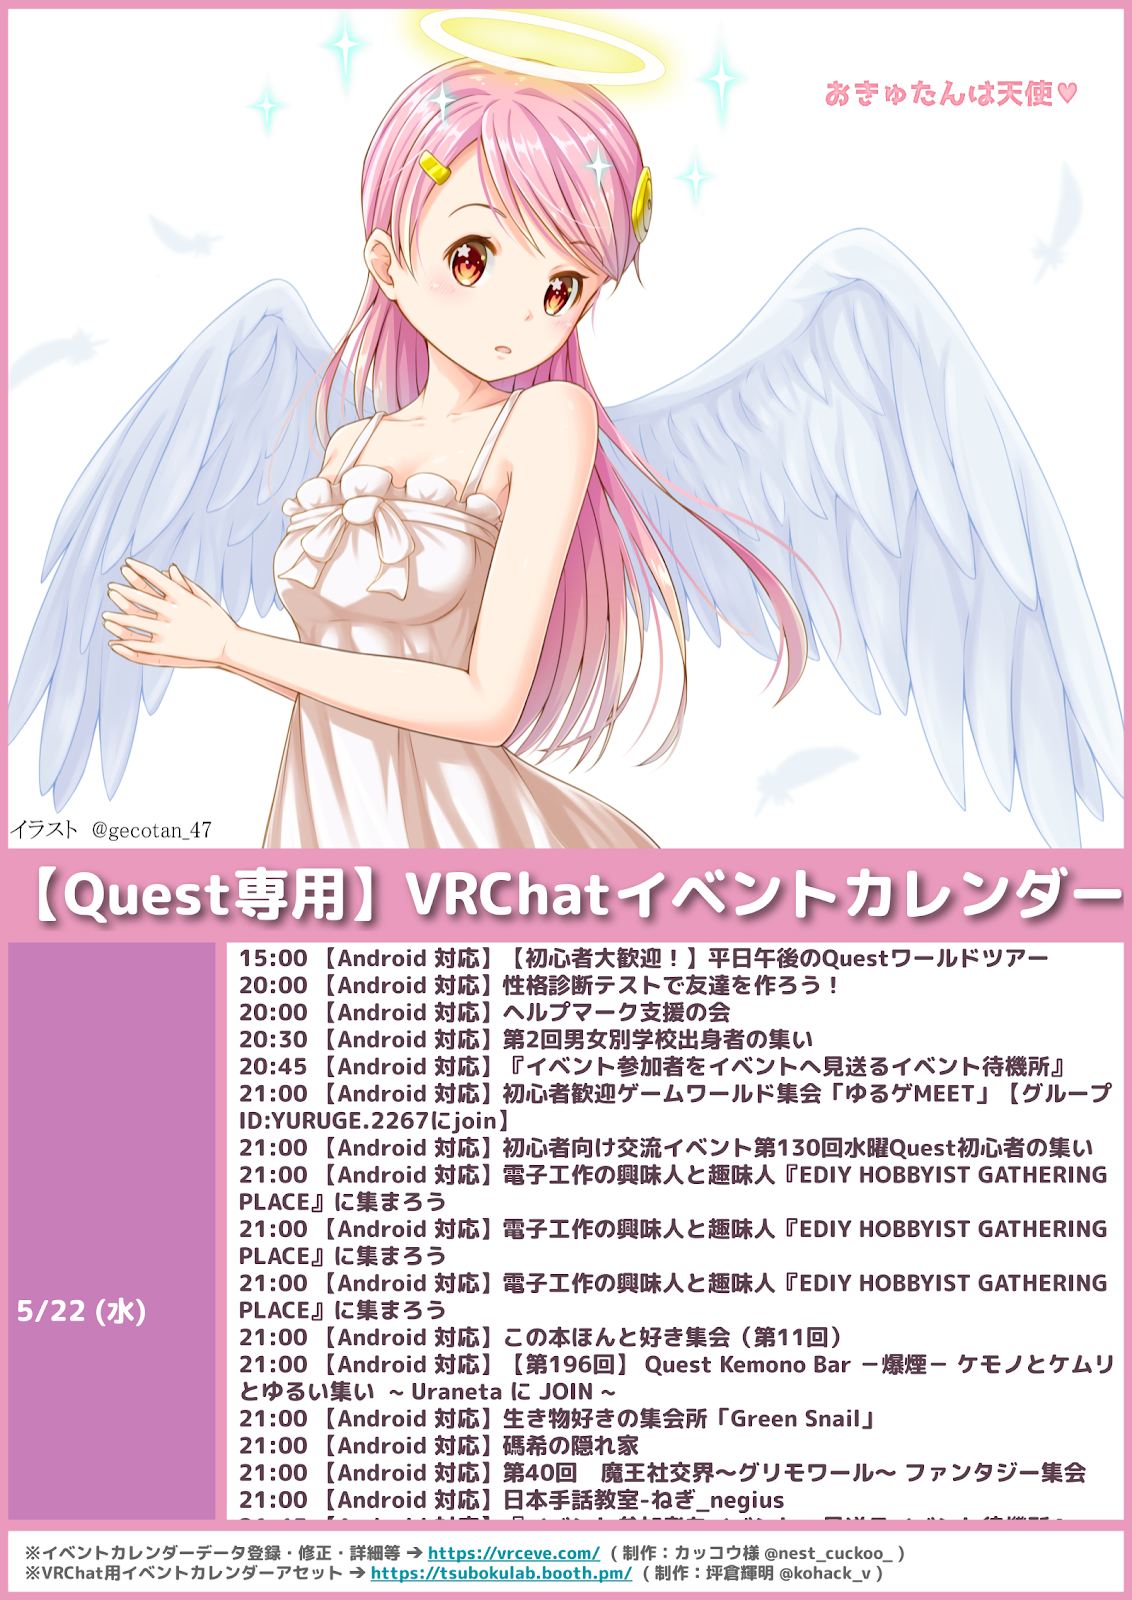 おきゅたんは天使♥
イラスト @gecotan_47
【Quest専用】VRChatイベントカレンダー
5/22 (水)
15:00 【Android 対応】【初心者大歓迎！】平日午後のQuestワールドツアー
20:00 【Android 対応】性格診断テストで友達を作ろう！
20:00 【Android 対応】ヘルプマーク支援の会
20:30 【Android 対応】第2回男女別学校出身者の集い
20:45 【Android 対応】『イベント参加者をイベントへ見送るイベント待機所』
21:00 【Android 対応】初心者歓迎ゲームワールド集会「ゆるゲMEET」【グループ
ID:YURUGE.2267にjoin】
21:00 【Android 対応】初心者向け交流イベント第130回水曜Quest初心者の集い
21:00 【Android 対応】電子工作の興味人と趣味人『EDIY HOBBYIST GATHERING
PLACE』に集まろう
21:00 【Android 対応】電子工作の興味人と趣味人『EDIY HOBBYIST GATHERING
PLACE』に集まろう
21:00 【Android 対応】電子工作の興味人と趣味人『EDIY HOBBYIST GATHERING
PLACE』に集まろう
21:00 【Android 対応】この本ほんと好き集会（第11回）
21:00 【Android 対応】【第196回】 Quest Kemono Bar －爆煙－ ケモノとケムリ
とゆるい集い ～Uraneta に JOIN～
21:00 【Android 対応】生き物好きの集会所「Green Snail」
21:00 【Android 対応】碼希の隠れ家
21:00 【Android 対応】第40回　魔王社交界～グリモワール～ ファンタジー集会
21:00 【Android 対応】日本手話教室-ねぎ_negius
※イベントカレンダーデータ登録・修正・詳細等 ➔ https://vrceve.com/ （ 制作：カッコウ様 @nest_cuckoo_ ）
※VRChat用イベントカレンダーアセット ➔ https://tsubokulab.booth.pm/ （ 制作：坪倉輝明 @kohack_v ）